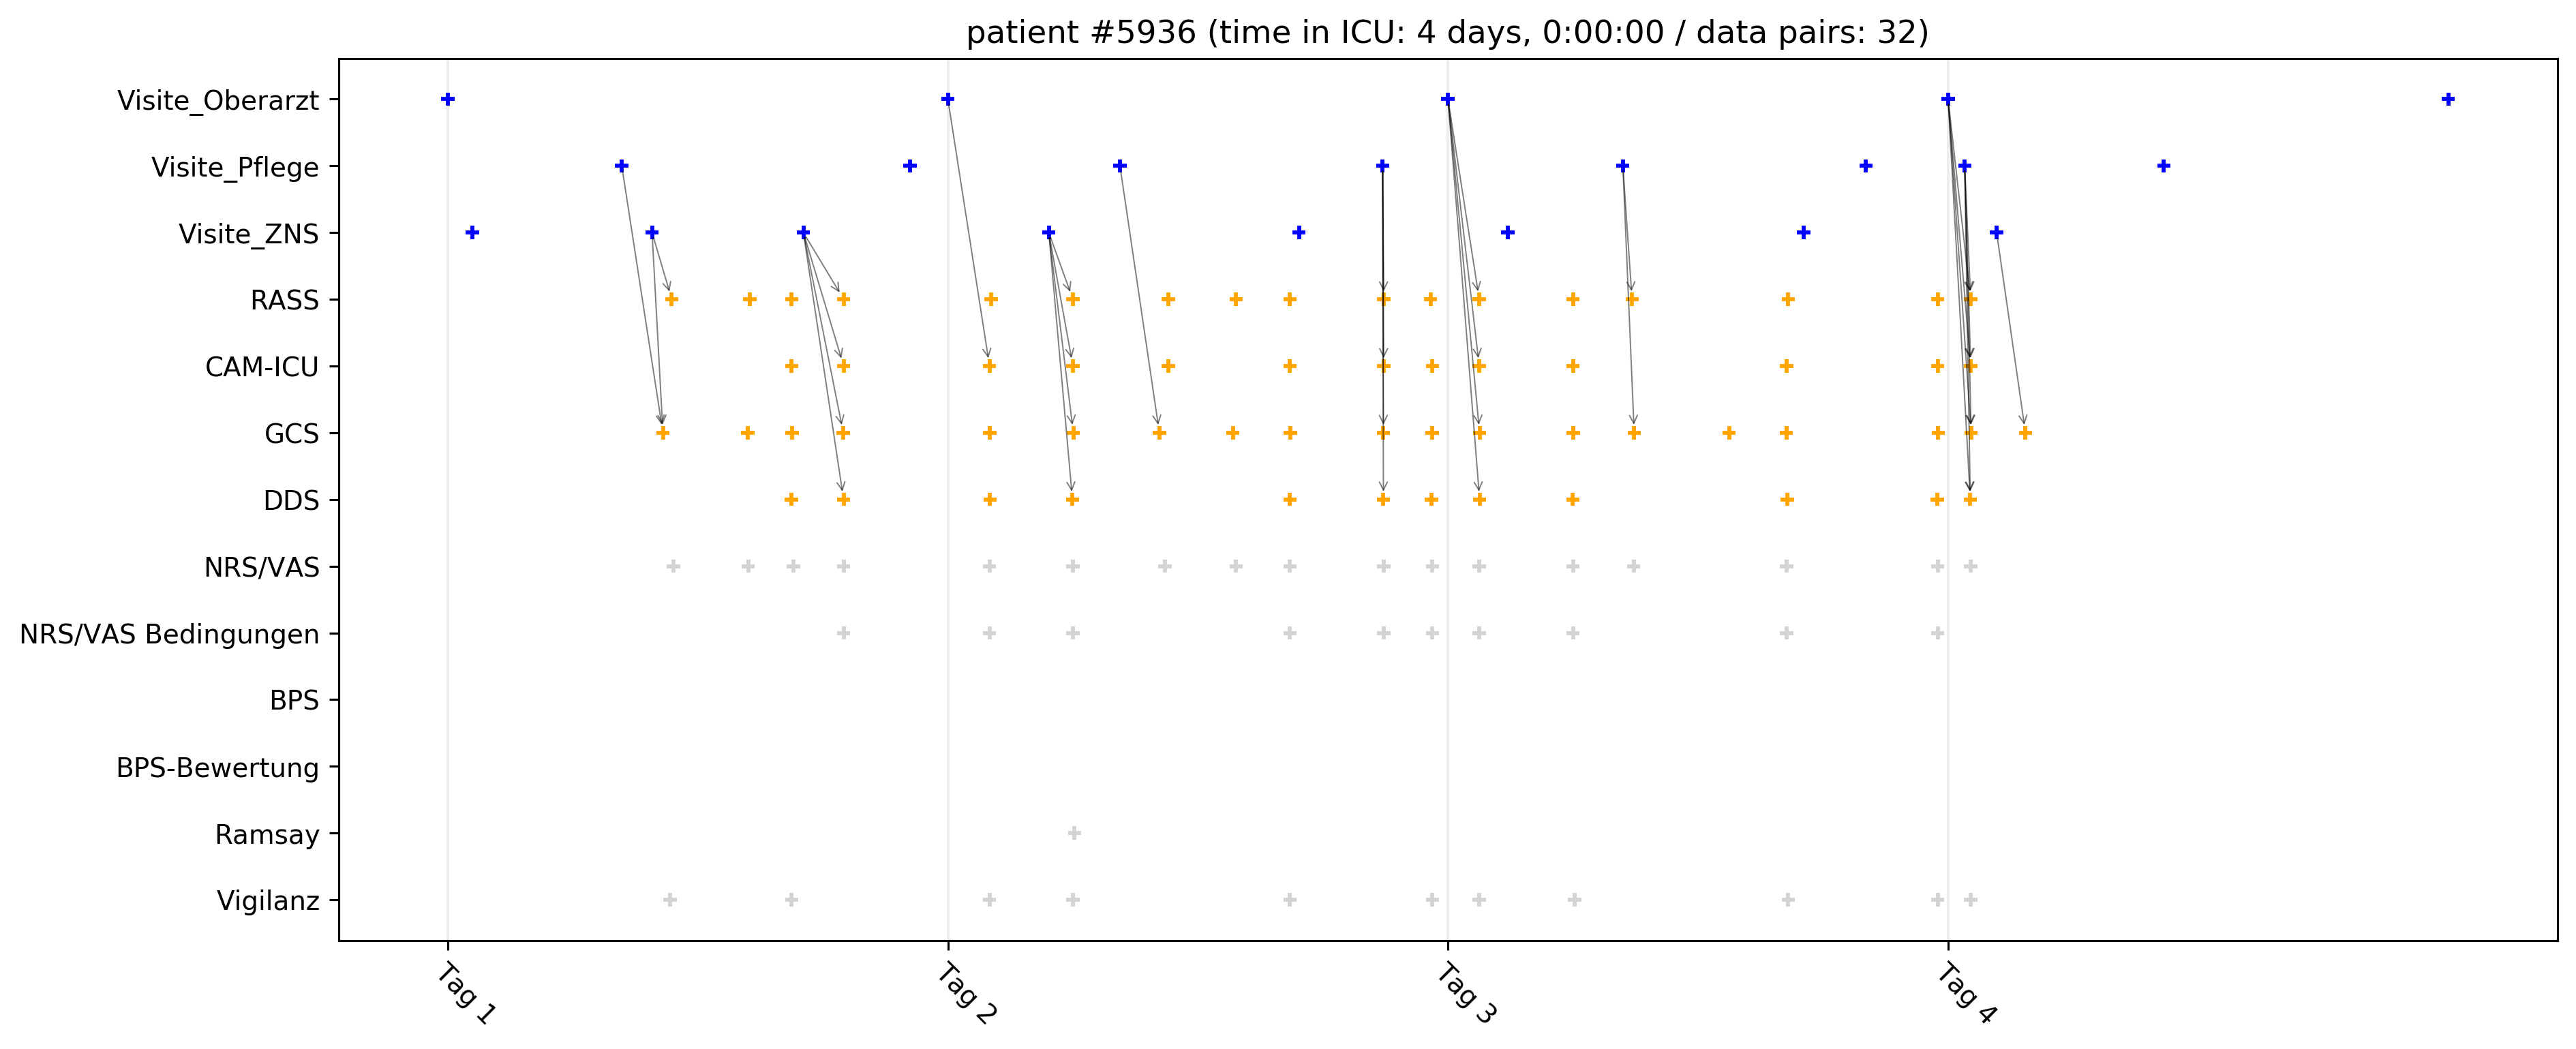 patient #5936 (time in ICU: 4 days, 0:00:00 / data pairs: 32)
Visite_Oberarzt
Visite_Pflege
Visite_ZNS
RASS
CAM-ICU
GCS
DDS
NRS/VAS
NRS/VAS Bedingungen
BPS
BPS-Bewertung
Ramsay
Vigilanz
Tag 1
Tag 2
Tag 3
Tag 4